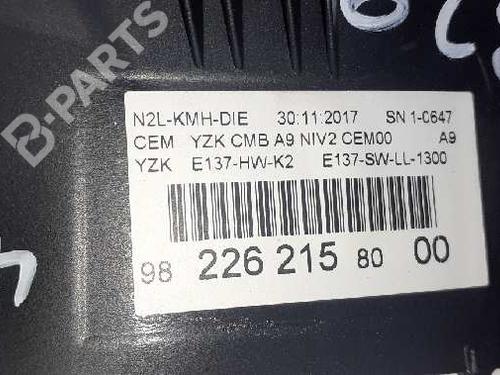 B-PARTS
N2L-KMH-DIE 30:11:2017 SN 1-0647
CEM YZK CMB A9 NIV2 CEM00 A9
YZK E137-HW-K2 E137-SW-LL-1300
98 226 215 80 00